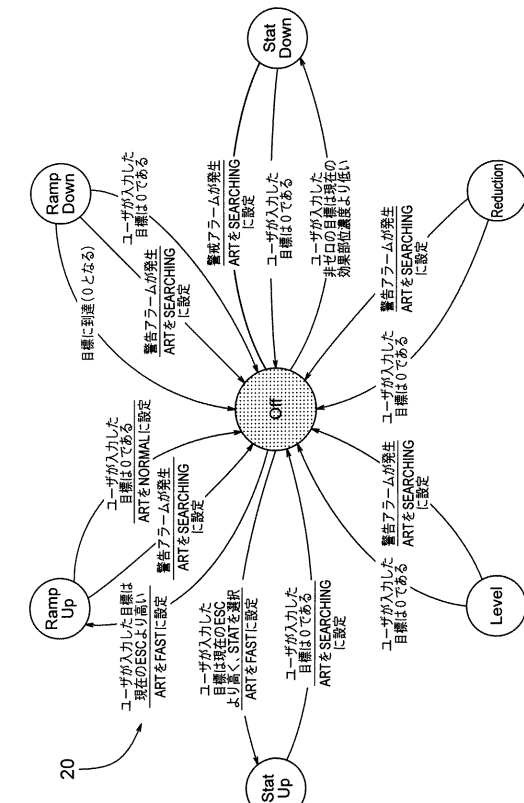 20
Ramp
Up
Ramp
Down
Stat
Down
Reduction
Level
Stat
Up
Off
ユーザが入力した目標は
現在のESCより高い
ARTをFASTに設定
ユーザが入力した
目標は0である
ARTをNORMALに設定
警告アラームが発生
ARTをSEARCHING
に設定
目標に到達(0となる)
警告アラームが発生
ARTをSEARCHING
に設定
ユーザが入力した
目標は0である
警戒アラームが発生
ARTをSEARCHING
に設定
ユーザが入力した
目標は0である
ユーザが入力した
非ゼロの目標は現在の
効果部位濃度より低い
警告アラームが発生
ARTをSEARCHING
に設定
ユーザが入力した
目標は0である
警告アラームが発生
ARTをSEARCHING
に設定
ユーザが入力した
目標は0である
ユーザが入力した
目標は現在のESC
より高く、STATを選択
ARTをFASTに設定
ユーザが入力した
目標は0である
ARTをSEARCHING
に設定